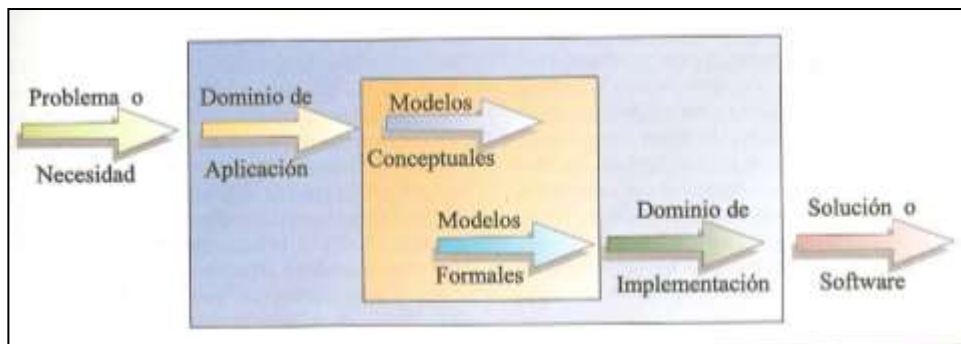 Problema o
Necesidad
Dominio de
Aplicación
Modelos
Conceptuales
Modelos
Formales
Dominio de
Implementación
Solución o
Software